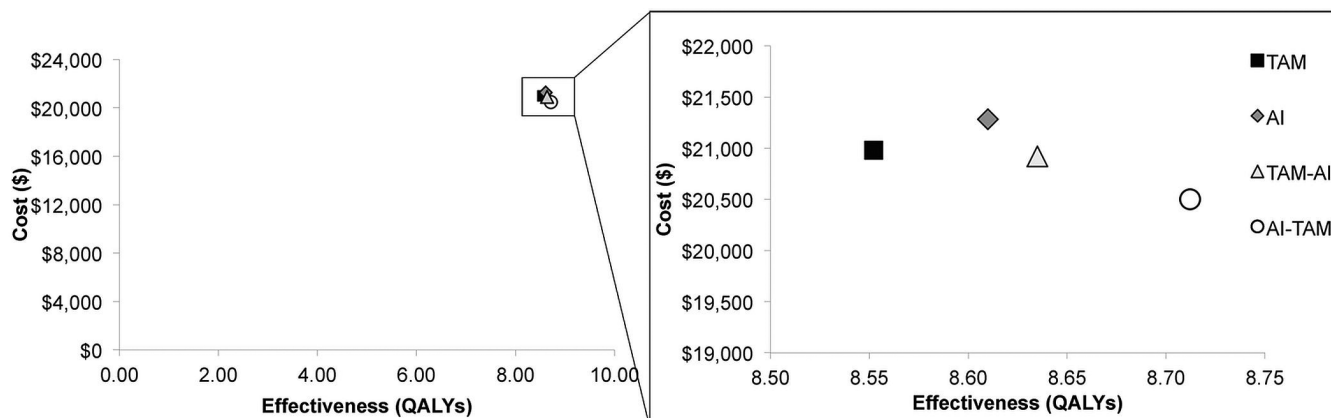 $24,000
$20,000
$16,000
$12,000
$8,000
$4,000
$0
Cost ($)
0.00 2.00 4.00 6.00 8.00 10.00
Effectiveness (QALYs)
$22,000
$21,500
$21,000
$20,500
$20,000
$19,500
$19,000
Cost ($)
8.50 8.55 8.60 8.65 8.70 8.75
Effectiveness (QALYs)
TAM
AI
TAM-AI
AI-TAM